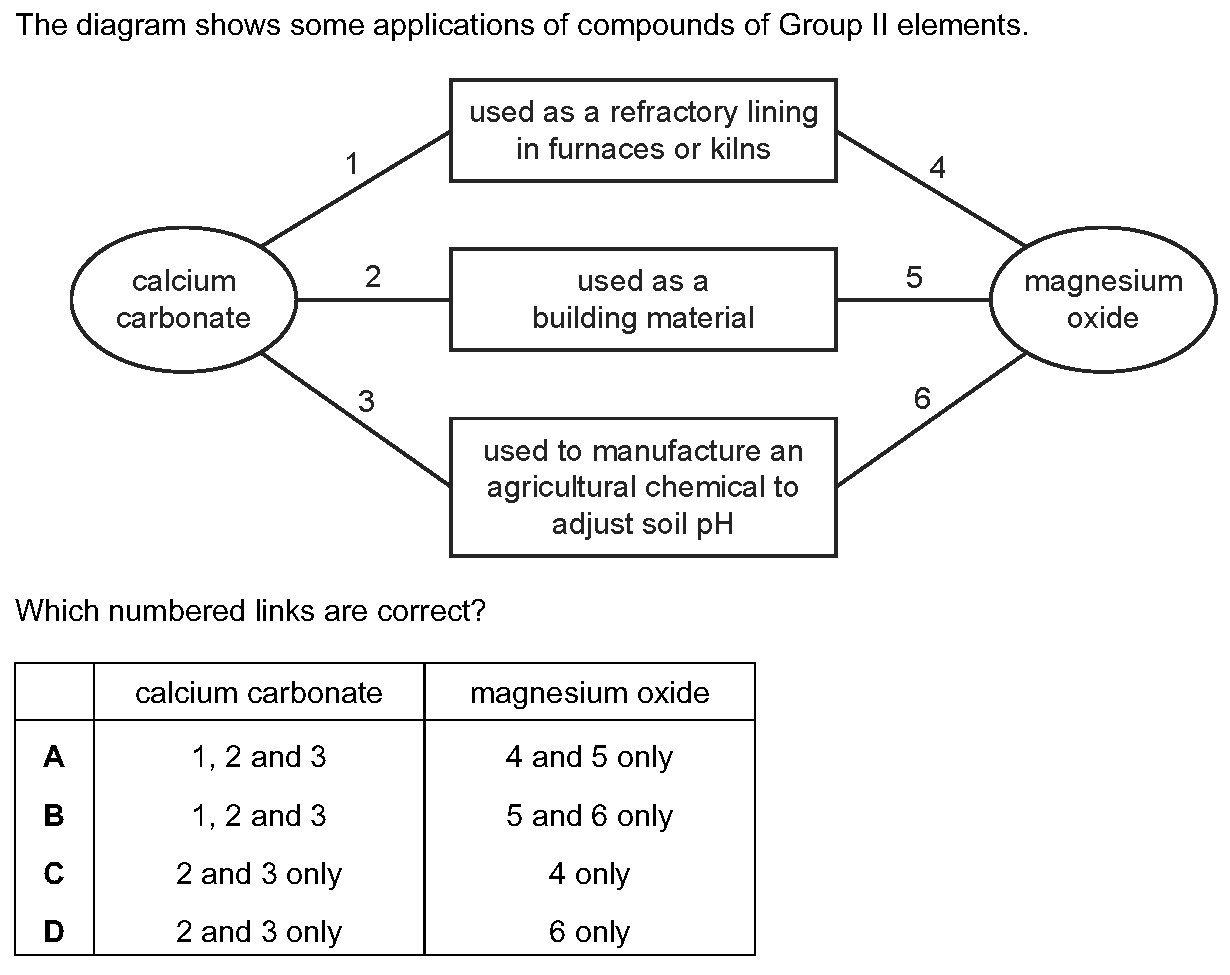 The diagram shows some applications of compounds of Group II elements.
used as a refractory lining
in furnaces or kilns
1
4
calcium
carbonate
2
used as a
building material
5
magnesium
oxide
3
6
used to manufacture an
agricultural chemical to
adjust soil pH
Which numbered links are correct?
calcium carbonate magnesium oxide
A 1, 2 and 3 4 and 5 only
B 1, 2 and 3 5 and 6 only
C 2 and 3 only 4 only
D 2 and 3 only 6 only